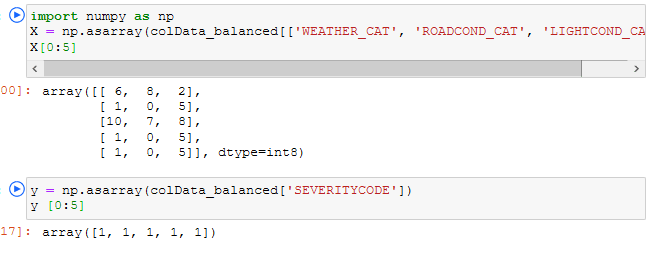 import numpy as np
X = np.asarray(colData_balanced[['WEATHER_CAT', 'ROADCOND_CAT', 'LIGHTCOND_CA
X[0:5]
00]: array([[ 6,  8,  2],
       [ 1,  0,  5],
       [10,  7,  8],
       [ 1,  0,  5],
       [ 1,  0,  5]], dtype=int8)
y = np.asarray(colData_balanced['SEVERITYCODE'])
y [0:5]
17]: array([1, 1, 1, 1, 1])